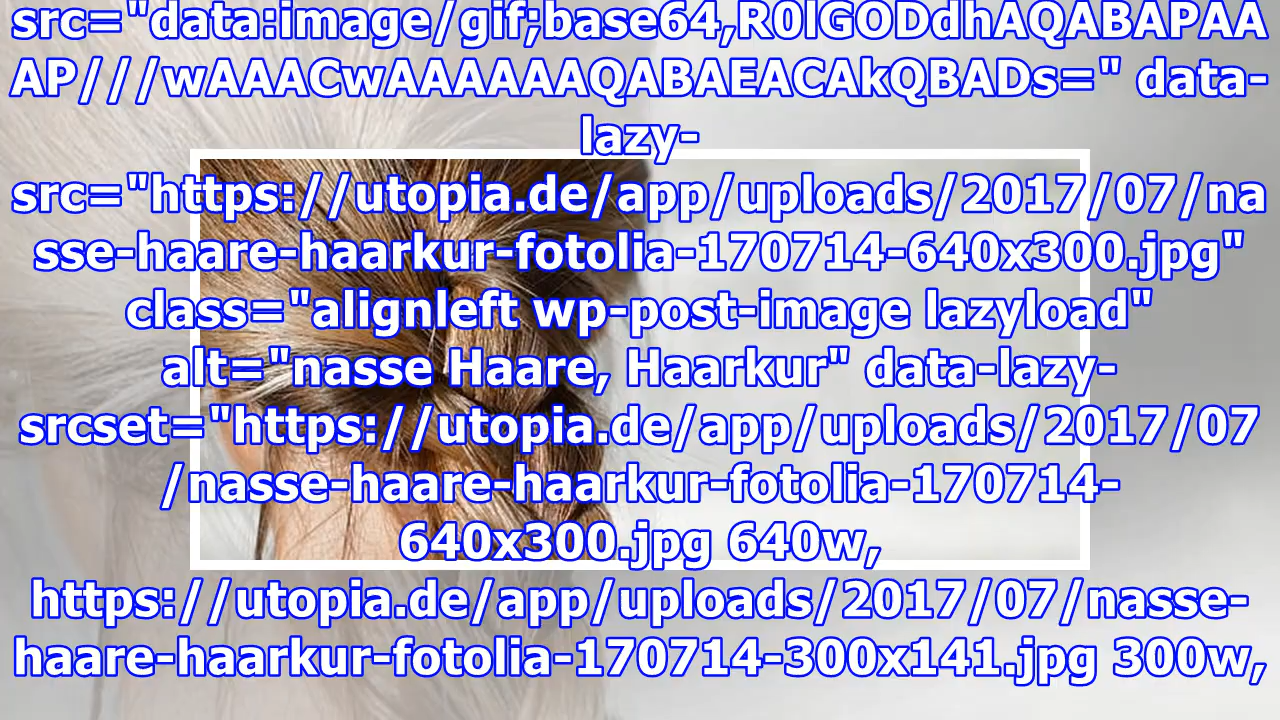 src="data:image/gif;base64,R0lGODdhAQABAPAA
AP///wAAACwAAAAAAQABAEACAkQBADs=" data-
lazy-
src="https://utopia.de/app/uploads/2017/07/na
sse-haare-haarkur-fotolia-170714-640x300.jpg"
class="alignleft wp-post-image lazyload"
alt="nasse Haare, Haarkur" data-lazy-
srcset="https://utopia.de/app/uploads/2017/07
/nasse-haare-haarkur-fotolia-170714-
640x300.jpg 640w,
https://utopia.de/app/uploads/2017/07/nasse-
haare-haarkur-fotolia-170714-300x141.jpg 300w,